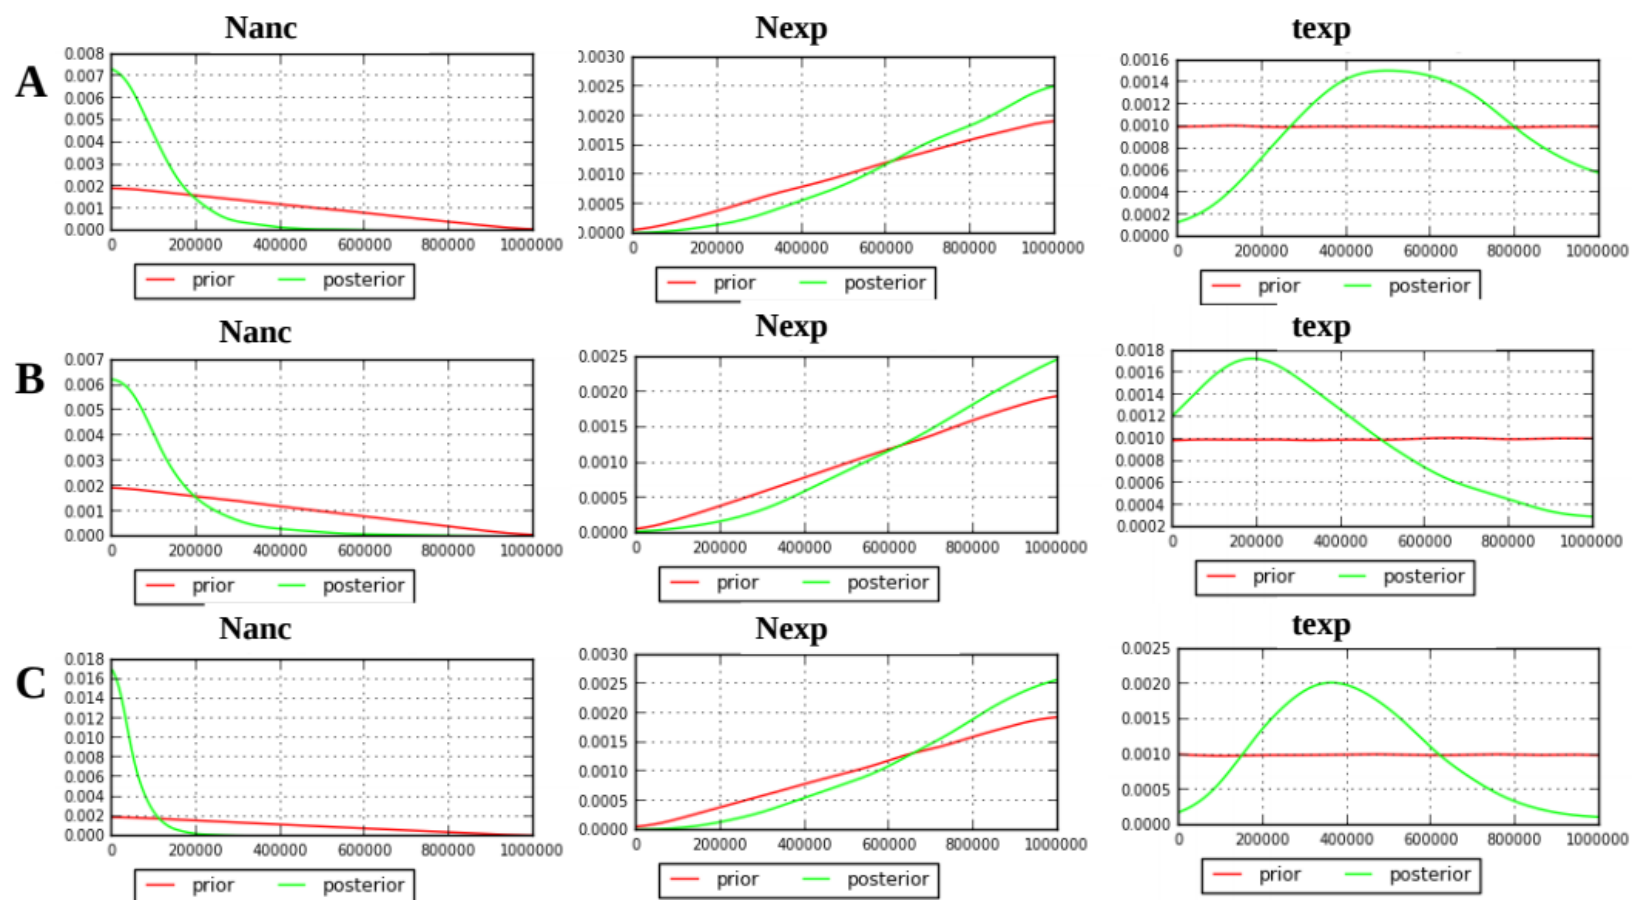 Nanc Nexp texp
A
0.008 0.007 0.006 0.005 0.004 0.003 0.002 0.001 0.000
0 200000 400000 600000 800000 1000000
prior posterior
0.0030 0.0025 0.0020 0.0015 0.0010 0.0005 0.0000
0 200000 400000 600000 800000 1000000
prior posterior
0.0016 0.0014 0.0012 0.0010 0.0008 0.0006 0.0004 0.0002 0.0000
0 200000 400000 600000 800000 1000000
prior posterior
Nanc Nexp texp
B
0.007 0.006 0.005 0.004 0.003 0.002 0.001 0.000
0 200000 400000 600000 800000 1000000
prior posterior
0.0025 0.0020 0.0015 0.0010 0.0005 0.0000
0 200000 400000 600000 800000 1000000
prior posterior
0.0018 0.0016 0.0014 0.0012 0.0010 0.0008 0.0006 0.0004 0.0002
0 200000 400000 600000 800000 1000000
prior posterior
Nanc Nexp texp
C
0.018 0.016 0.014 0.012 0.010 0.008 0.006 0.004 0.002 0.000
0 200000 400000 600000 800000 1000000
prior posterior
0.0030 0.0025 0.0020 0.0015 0.0010 0.0005 0.0000
0 200000 400000 600000 800000 1000000
prior posterior
0.0025 0.0020 0.0015 0.0010 0.0005 0.0000
0 200000 400000 600000 800000 1000000
prior posterior